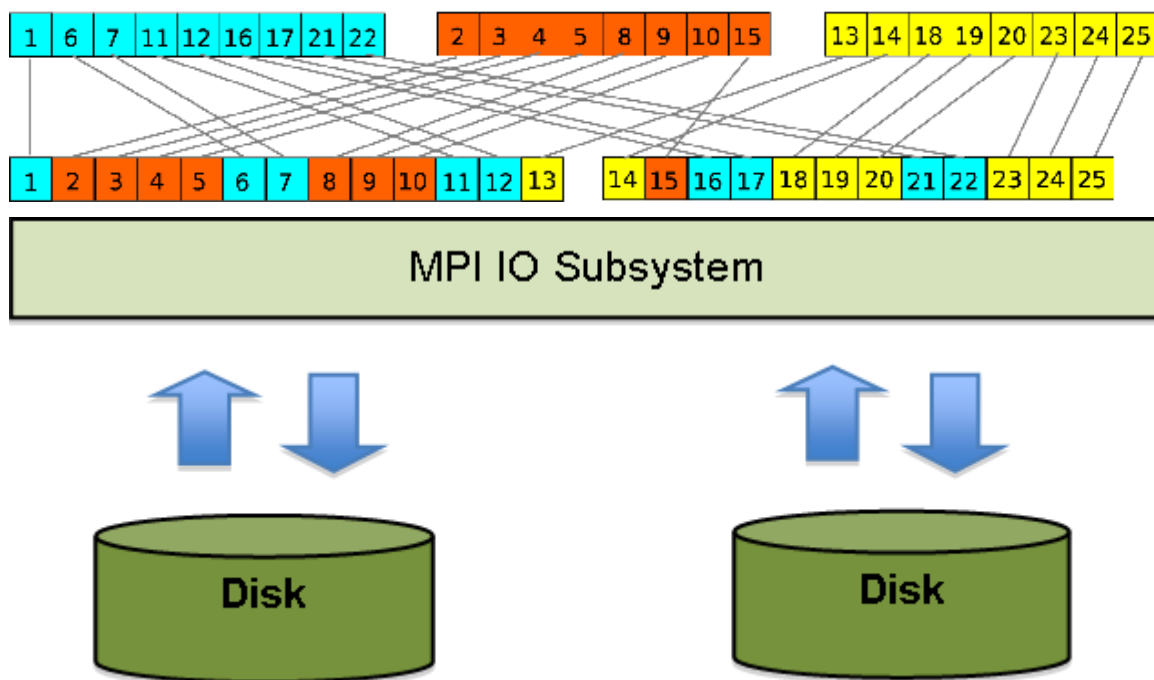 1 6 7 11 12 16 17 21 22 2 3 4 5 8 9 10 15 13 14 18 19 20 23 24 25
1 2 3 4 5 6 7 8 9 10 11 12 13 14 15 16 17 18 19 20 21 22 23 24 25
MPI IO Subsystem
Disk Disk